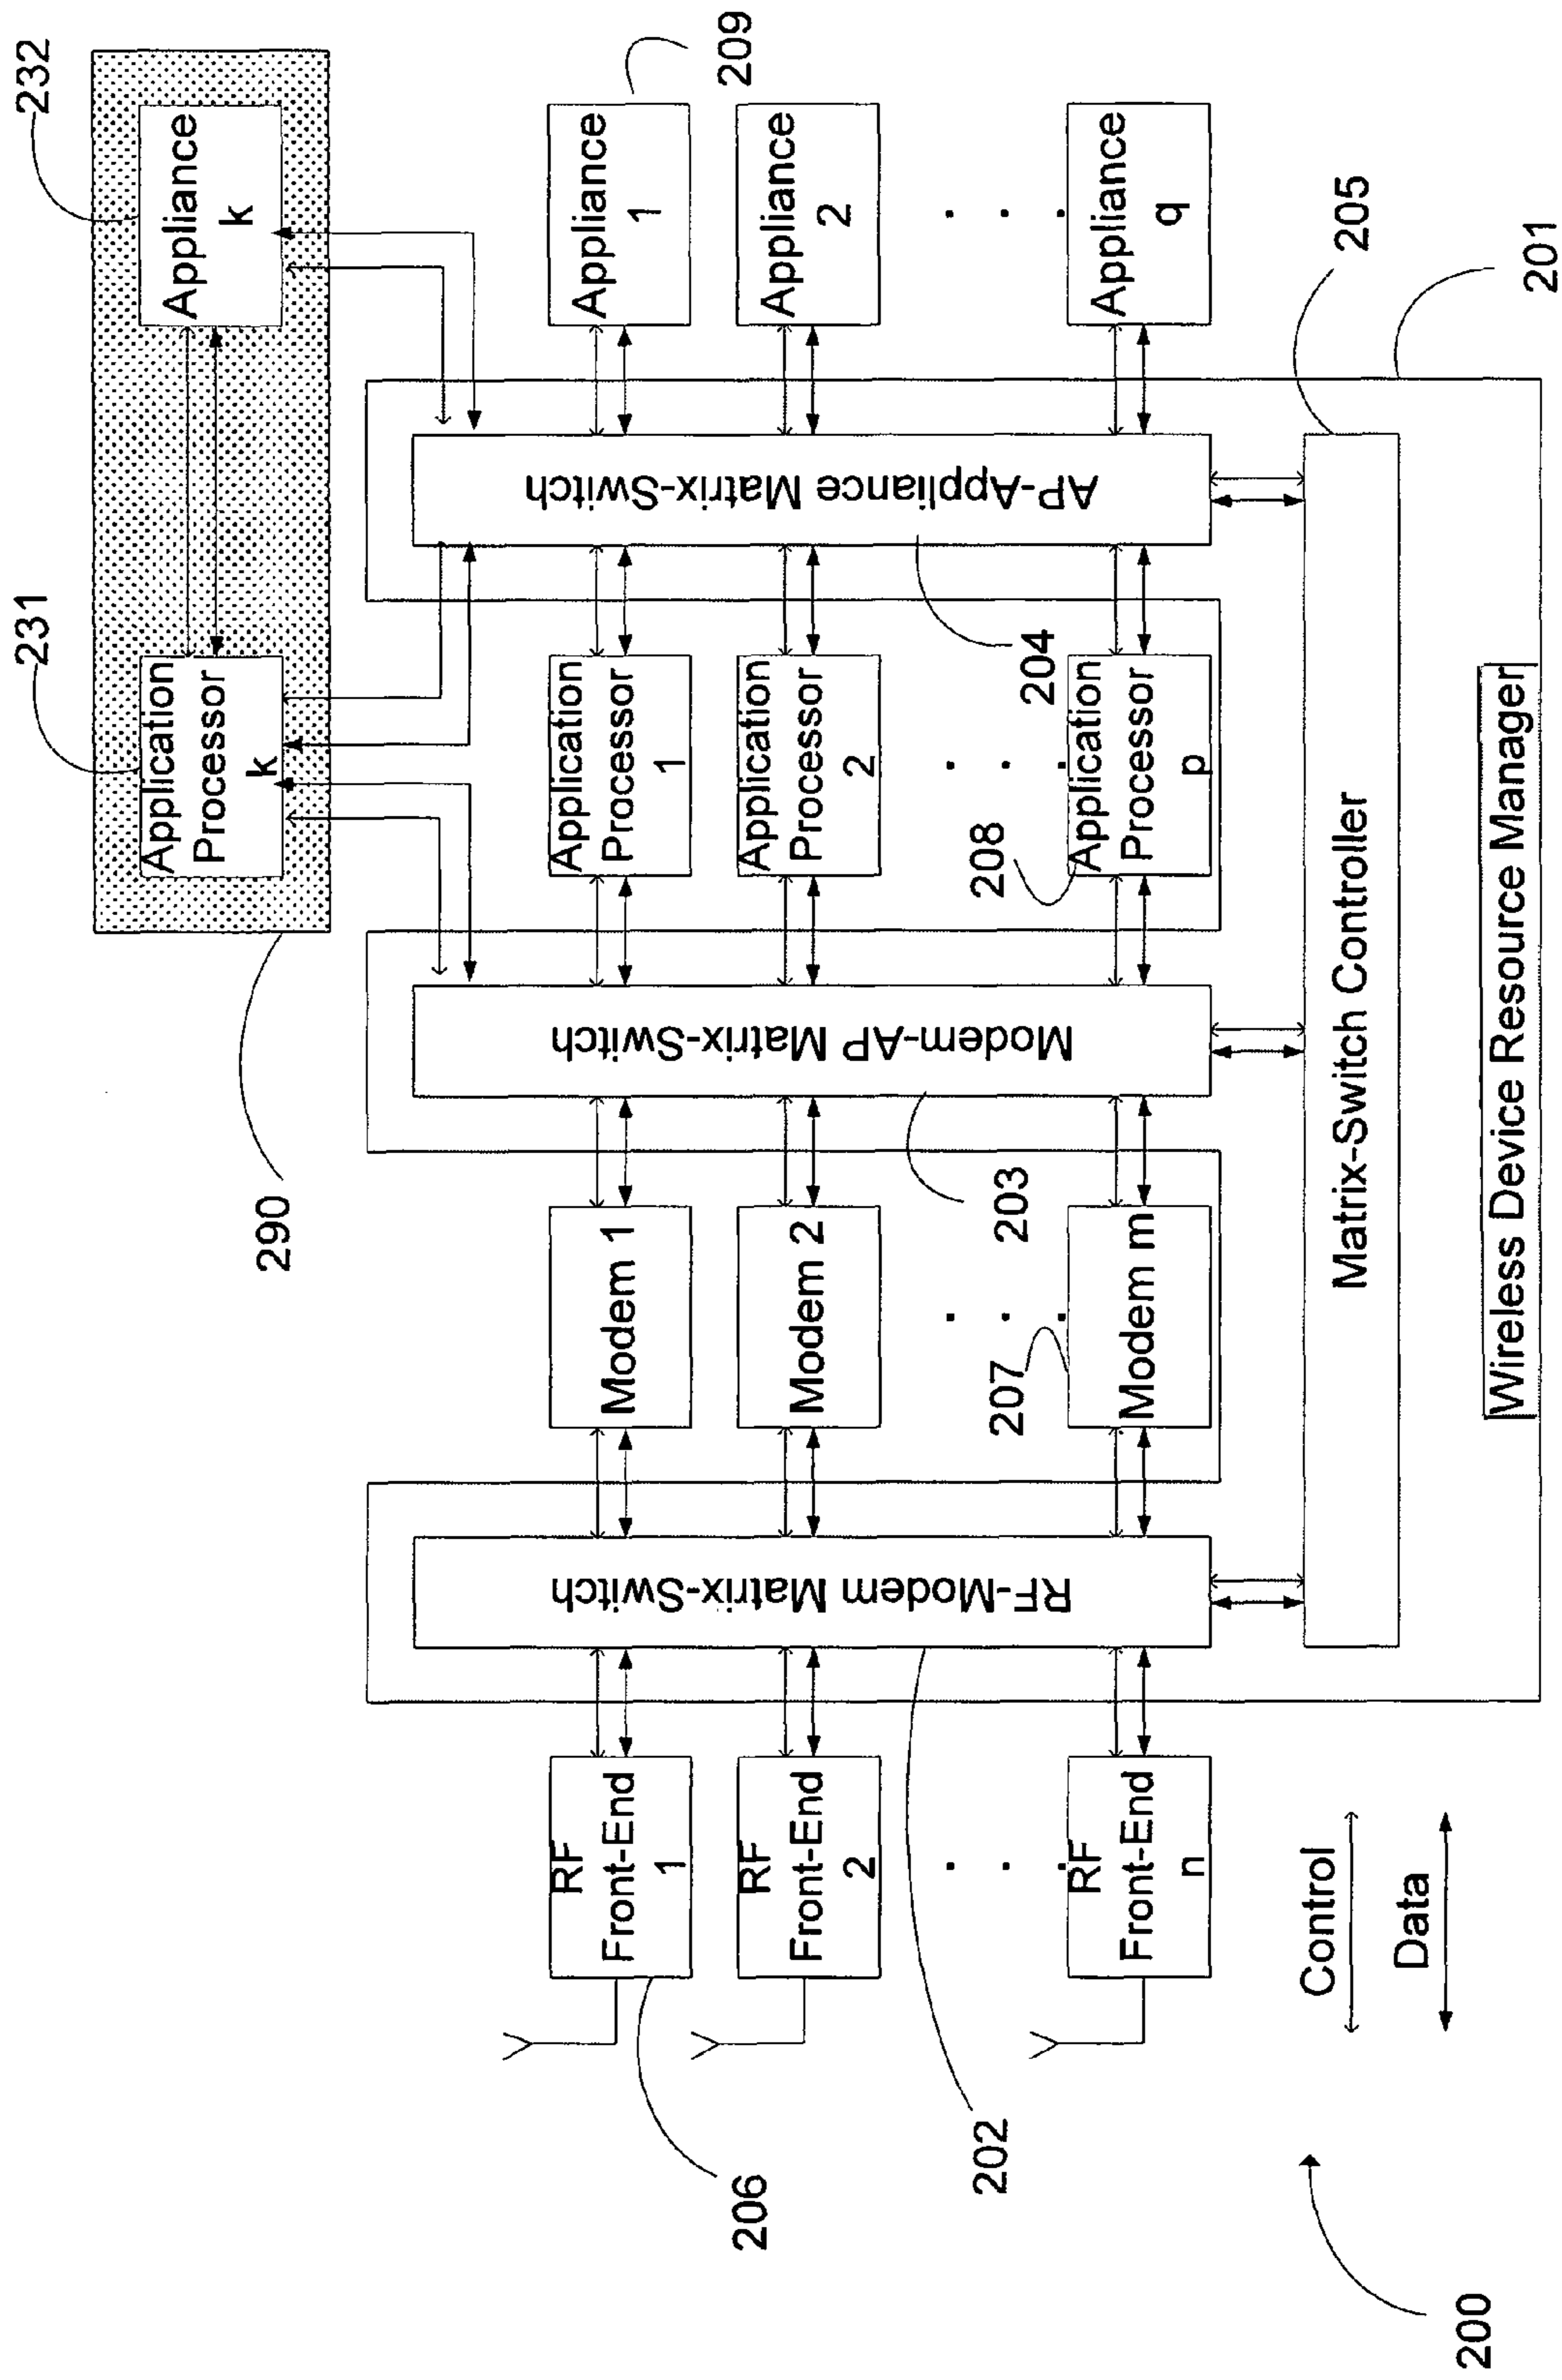 231
232
Application
Processor
k
Appliance
k
290
RF
Front-End
1
Modem 1
Application
Processor
1
Appliance
1
209
206
RF
Front-End
2
Modem 2
Application
Processor
2
Appliance
2
RF-Modem Matrix-Switch
Modem-AP Matrix-Switch
AP-Appliance Matrix-Switch
. . .
. . .
. . .
. . .
202
207
203
208
204
RF
Front-End
n
Modem m
Application
Processor
p
Appliance
q
Matrix-Switch Controller
205
Control
Data
Wireless Device Resource Manager
201
200